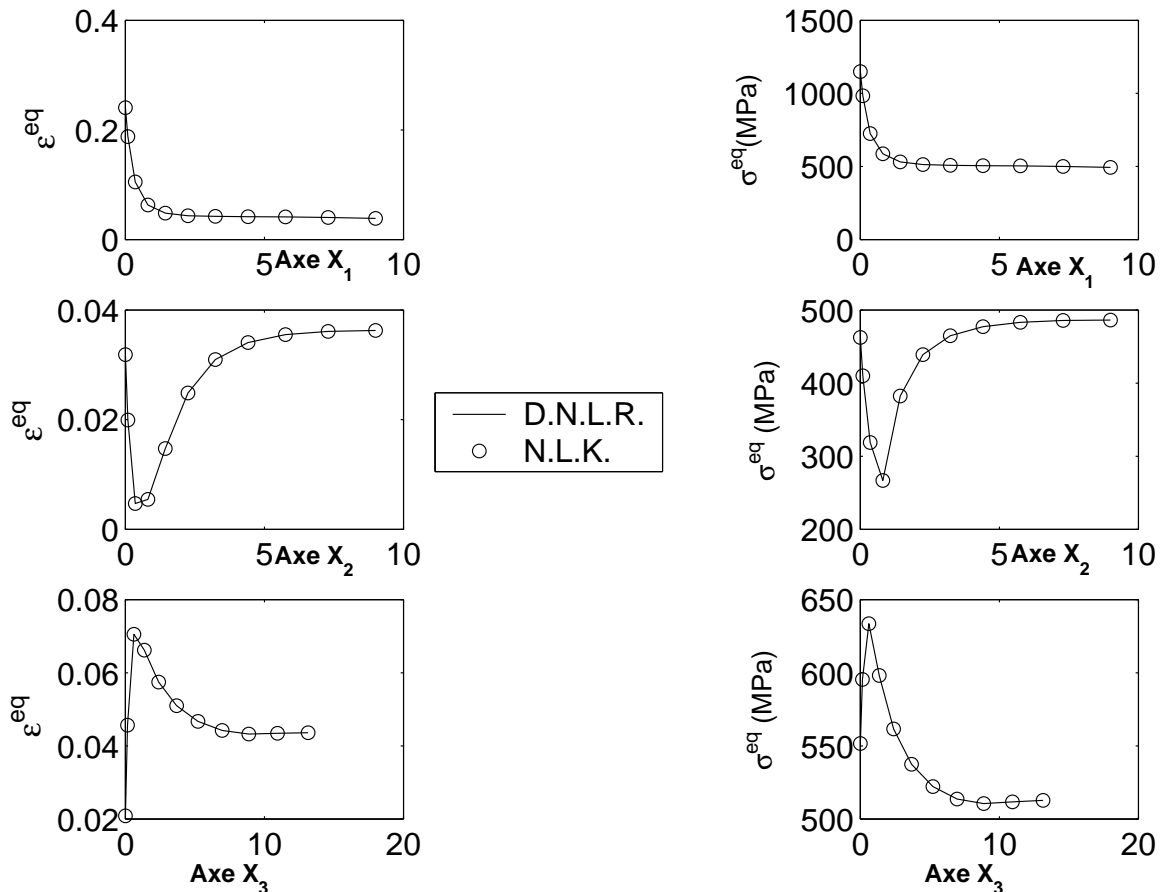 0.4
0.2
0
ε^eq
0 5 10
Axe X_1
1500
1000
500
0
σ^eq(MPa)
0 5 10
Axe X_1
0.04
0.02
0
ε^eq
0 5 10
Axe X_2
D.N.L.R.
N.L.K.
500
400
300
200
σ^eq (MPa)
0 5 10
Axe X_2
0.08
0.06
0.04
0.02
ε^eq
0 10 20
Axe X_3
650
600
550
500
σ^eq (MPa)
0 10 20
Axe X_3